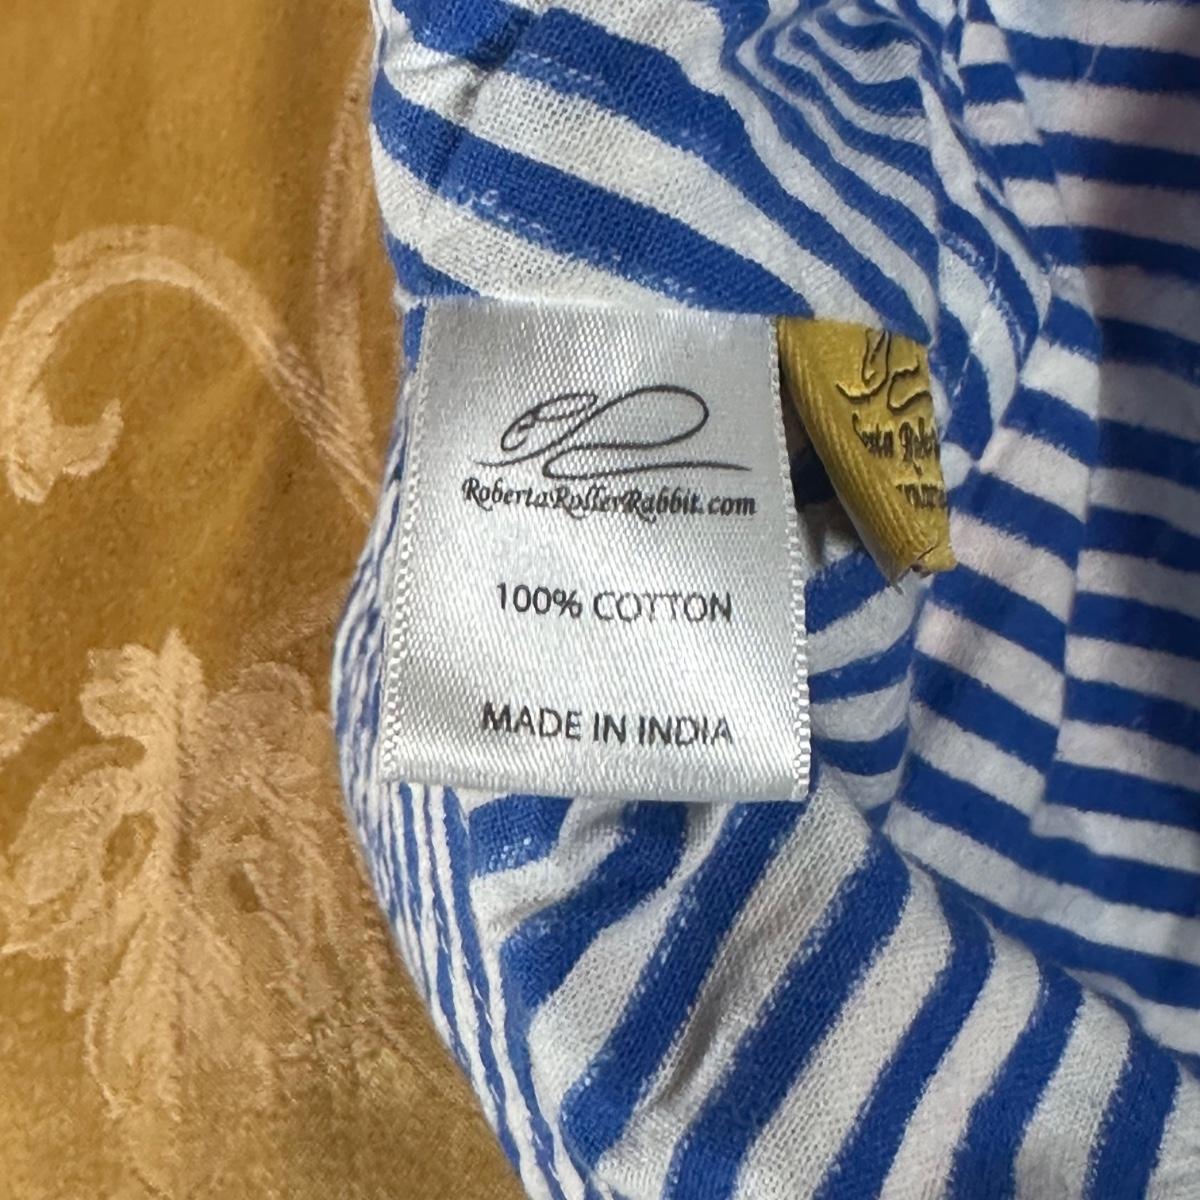 RobertaRollerRabbit.com
100% COTTON
MADE IN INDIA